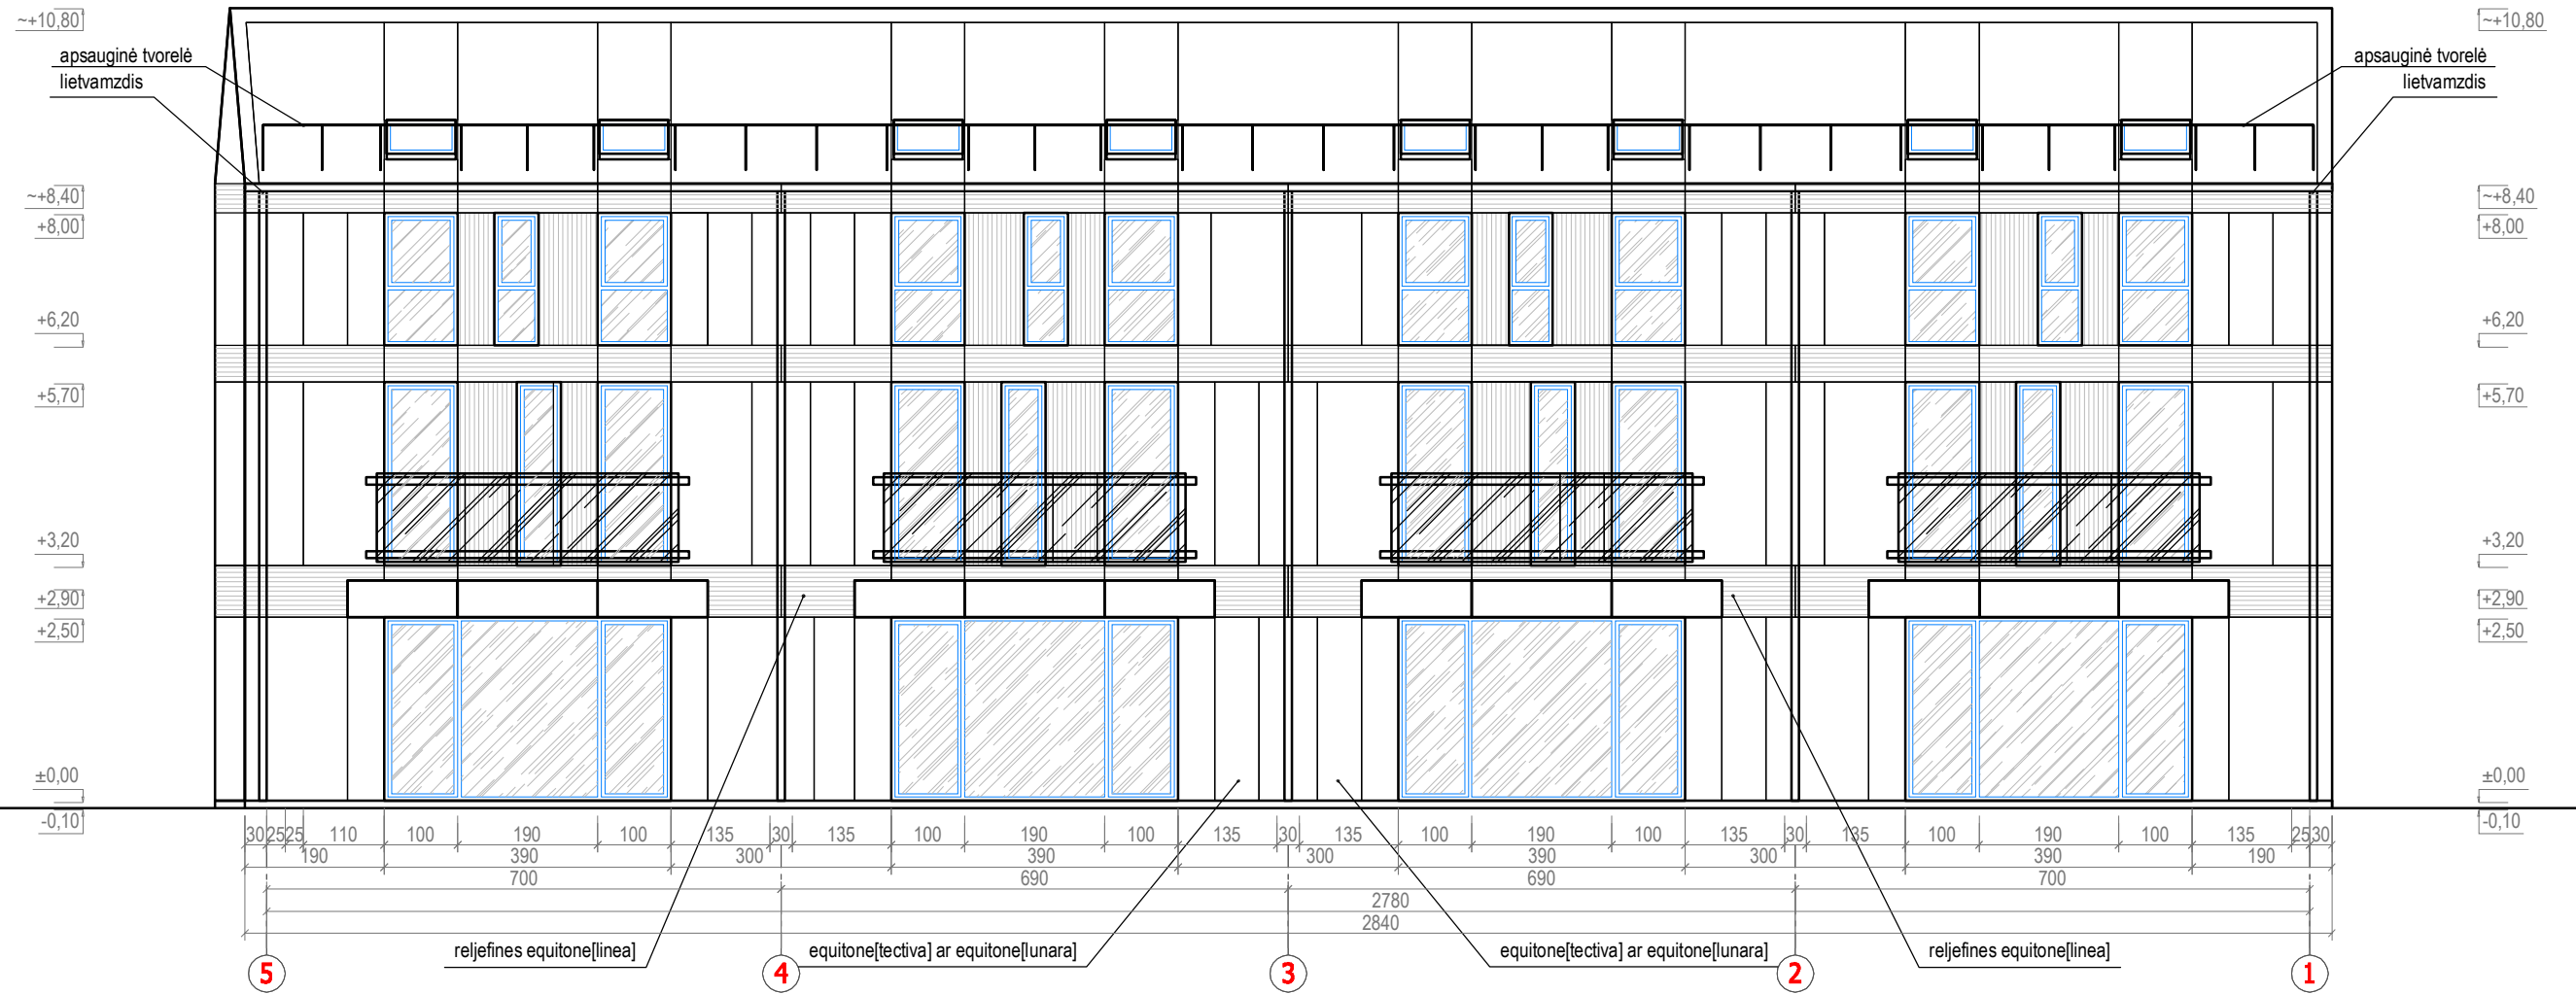 ~+10,80
~+10,80
apsauginė tvorelė
lietvamzdis
apsauginė tvorelė
lietvamzdis
~+8,40
+8,00
+6,20
+5,70
+3,20
+2,90
+2,50
±0,00
-0,10
~+8,40
+8,00
+6,20
+5,70
+3,20
+2,90
+2,50
±0,00
-0,10
30 25 25 110 100 190 100 135 30 135 100 190 100 135 30 135 100 190 100 135 30 135 100 190 100 135 25 30
190 390 300 390 300 390 300 390 190
700 690 690 700
2780
2840
reljefines equitone[linea]
equitone[tectiva] ar equitone[lunara]
equitone[tectiva] ar equitone[lunara]
reljefines equitone[linea]
5 4 3 2 1